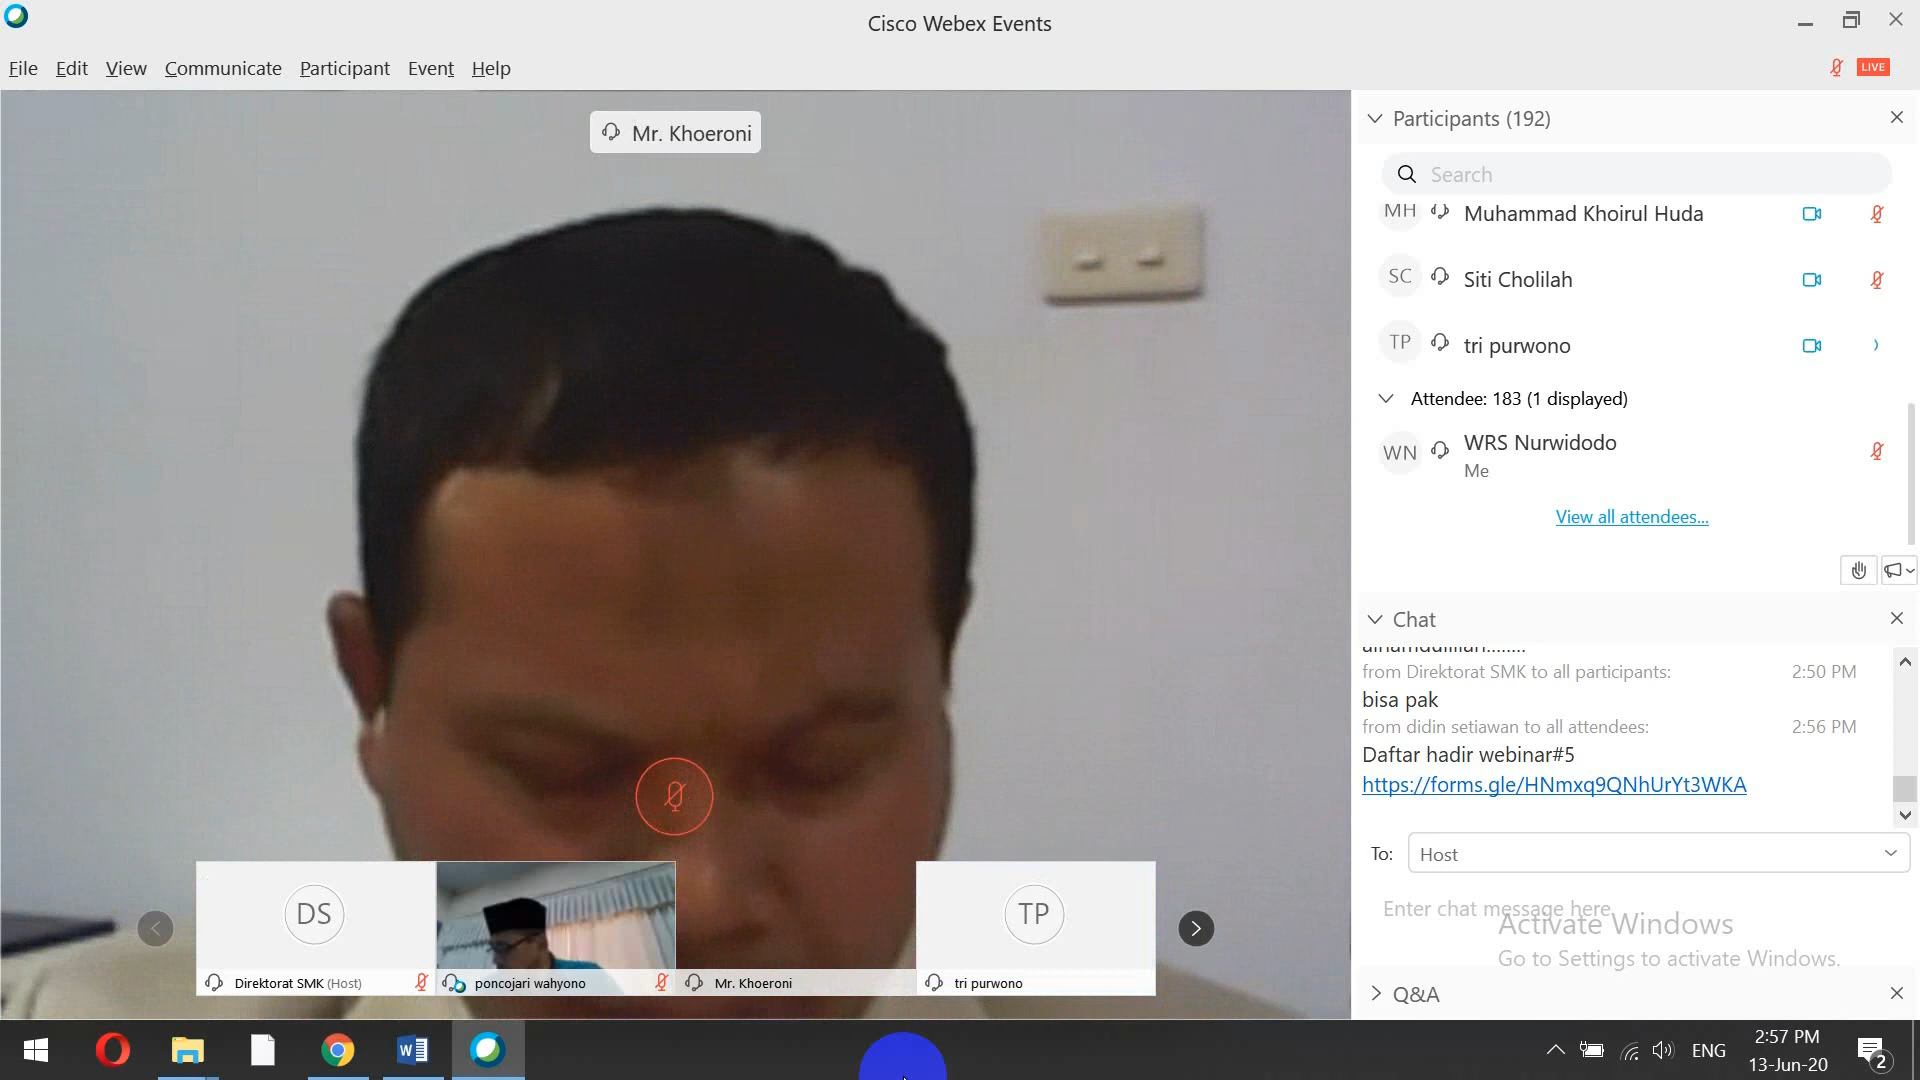 Cisco Webex Events
File Edit View Communicate Participant Event Help
LIVE
Mr. Khoeroni
Participants (192)
Search
MH Muhammad Khoirul Huda
SC Siti Cholilah
TP tri purwono
Attendee: 183 (1 displayed)
WN WRS Nurwidodo
Me
View all attendees...
Chat
from Direktorat SMK to all participants: 2:50 PM
bisa pak
from didin setiawan to all attendees: 2:56 PM
Daftar hadir webinar#5
https://forms.gle/HNmxq9QNhUrYt3WKA
To: Host
Enter chat message here
Activate Windows
Go to Settings to activate Windows.
Q&A
DS
TP
Direktorat SMK (Host)
poncojari wahyono
Mr. Khoeroni
tri purwono
ENG
2:57 PM
13-Jun-20
2